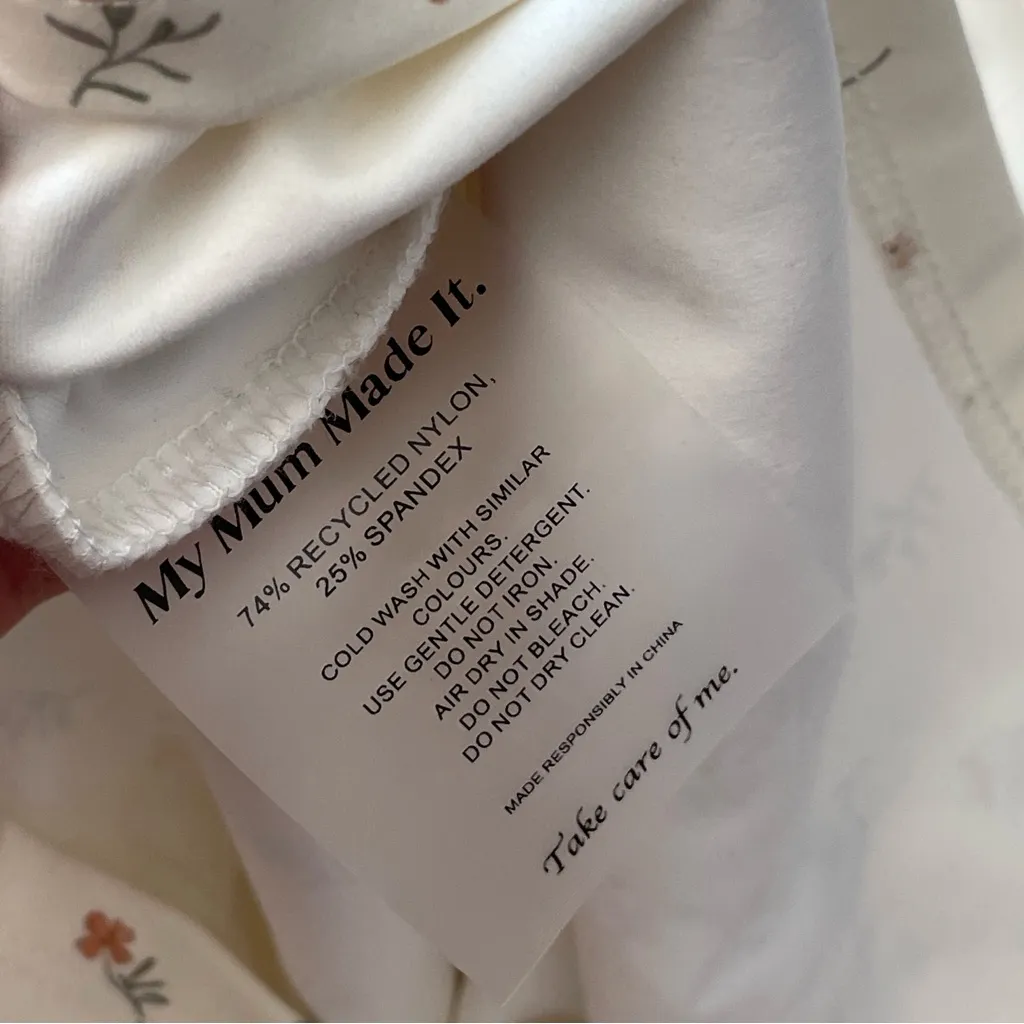 My Mum Made It.
74% RECYCLED NYLON,
25% SPANDEX
COLD WASH WITH SIMILAR
COLOURS.
USE GENTLE DETERGENT.
DO NOT IRON.
AIR DRY IN SHADE.
DO NOT BLEACH.
DO NOT DRY CLEAN.
MADE RESPONSIBLY IN CHINA
Take care of me.